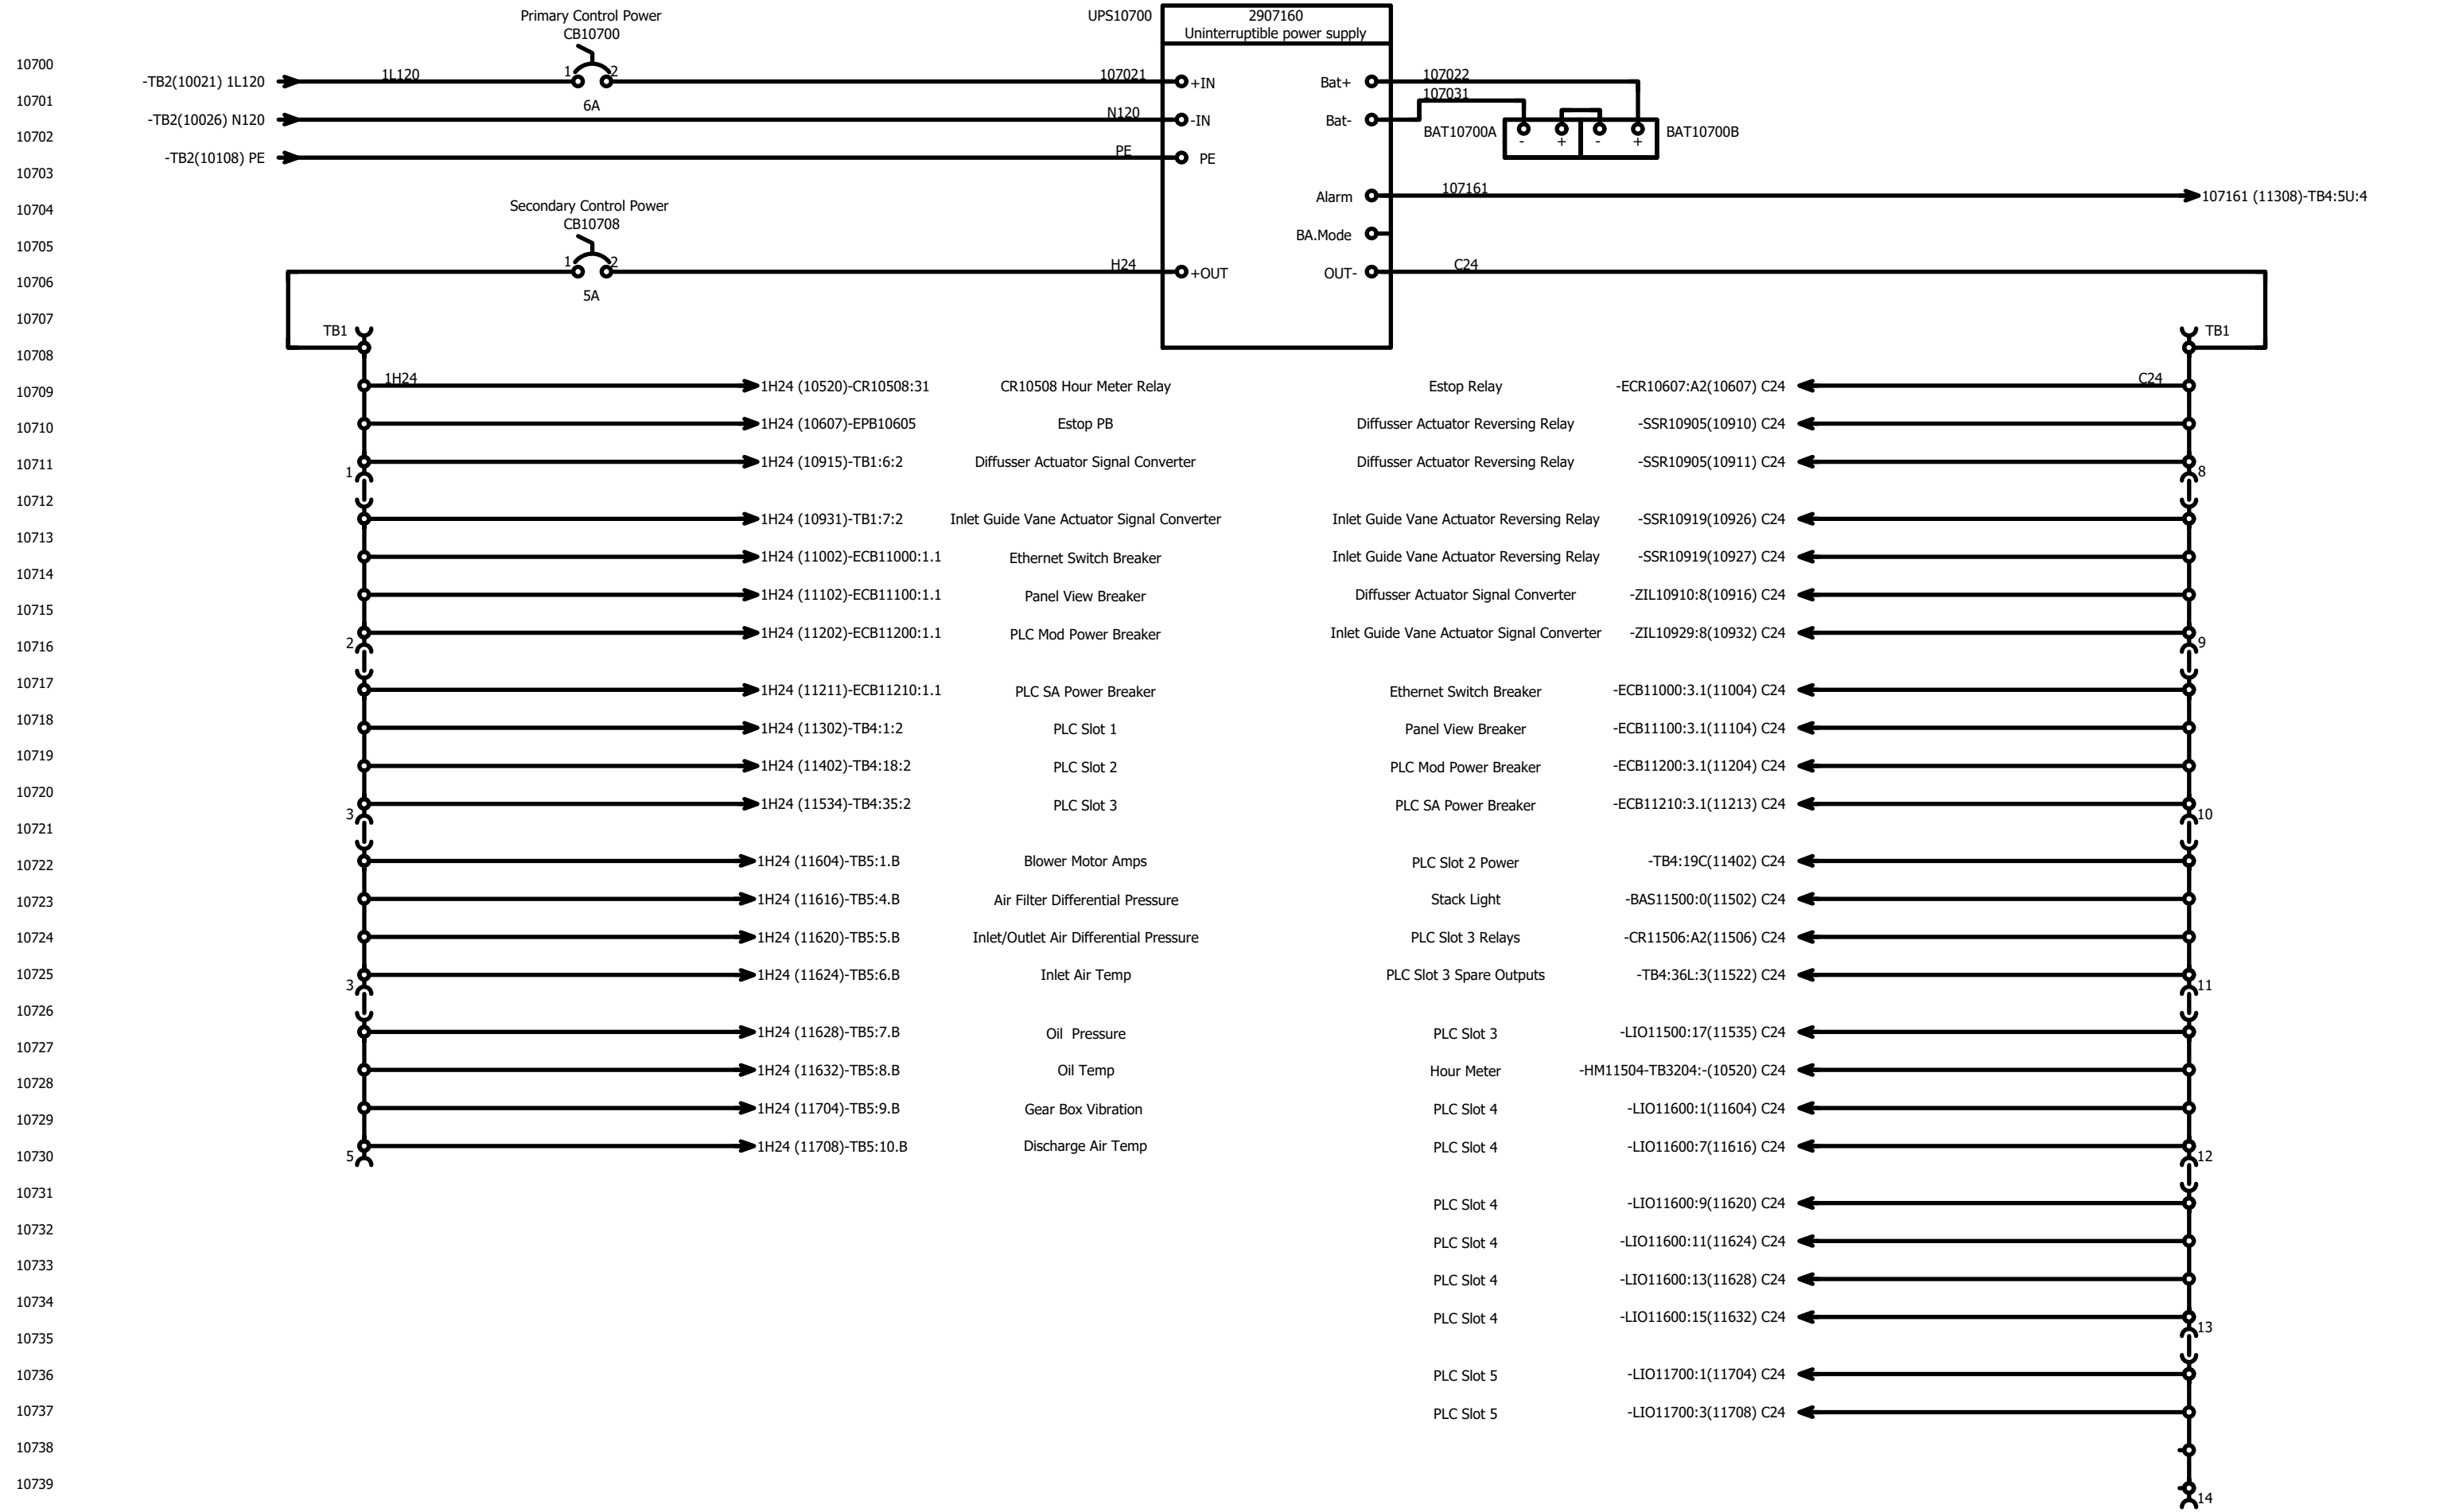 Primary Control Power
CB10700
UPS10700
2907160
Uninterruptible power supply
10700
-TB2(10021) 1L120
1L120
1
2
6A
107021
+IN
Bat+
107022
10701
-TB2(10026) N120
N120
-IN
Bat-
107031
10702
BAT10700A
-
+
-
+
BAT10700B
-TB2(10108) PE
PE
PE
10703
10704
Secondary Control Power
CB10708
Alarm
107161
107161 (11308)-TB4:5U:4
10705
BA.Mode
10706
1
2
5A
H24
+OUT
OUT-
C24
10707
TB1
TB1
10708
10709
1H24
1H24 (10520)-CR10508:31
CR10508 Hour Meter Relay
Estop Relay
-ECR10607:A2(10607) C24
C24
10710
1H24 (10607)-EPB10605
Estop PB
Diffusser Actuator Reversing Relay
-SSR10905(10910) C24
10711
1
1H24 (10915)-TB1:6:2
Diffusser Actuator Signal Converter
Diffusser Actuator Reversing Relay
-SSR10905(10911) C24
8
10712
1H24 (10931)-TB1:7:2
Inlet Guide Vane Actuator Signal Converter
Inlet Guide Vane Actuator Reversing Relay
-SSR10919(10926) C24
10713
1H24 (11002)-ECB11000:1.1
Ethernet Switch Breaker
Inlet Guide Vane Actuator Reversing Relay
-SSR10919(10927) C24
10714
1H24 (11102)-ECB11100:1.1
Panel View Breaker
Diffusser Actuator Signal Converter
-ZIL10910:8(10916) C24
10715
1H24 (11202)-ECB11200:1.1
PLC Mod Power Breaker
Inlet Guide Vane Actuator Signal Converter
-ZIL10929:8(10932) C24
10716
2
9
10717
1H24 (11211)-ECB11210:1.1
PLC SA Power Breaker
Ethernet Switch Breaker
-ECB11000:3.1(11004) C24
10718
1H24 (11302)-TB4:1:2
PLC Slot 1
Panel View Breaker
-ECB11100:3.1(11104) C24
10719
1H24 (11402)-TB4:18:2
PLC Slot 2
PLC Mod Power Breaker
-ECB11200:3.1(11204) C24
10720
1H24 (11534)-TB4:35:2
PLC Slot 3
PLC SA Power Breaker
-ECB11210:3.1(11213) C24
3
10
10721
10722
1H24 (11604)-TB5:1.B
Blower Motor Amps
PLC Slot 2 Power
-TB4:19C(11402) C24
10723
1H24 (11616)-TB5:4.B
Air Filter Differential Pressure
Stack Light
-BAS11500:0(11502) C24
10724
1H24 (11620)-TB5:5.B
Inlet/Outlet Air Differential Pressure
PLC Slot 3 Relays
-CR11506:A2(11506) C24
10725
1H24 (11624)-TB5:6.B
Inlet Air Temp
PLC Slot 3 Spare Outputs
-TB4:36L:3(11522) C24
3
11
10726
1H24 (11628)-TB5:7.B
Oil Pressure
PLC Slot 3
-LIO11500:17(11535) C24
10727
10728
1H24 (11632)-TB5:8.B
Oil Temp
Hour Meter
-HM11504-TB3204:-(10520) C24
10729
1H24 (11704)-TB5:9.B
Gear Box Vibration
PLC Slot 4
-LIO11600:1(11604) C24
10730
5
1H24 (11708)-TB5:10.B
Discharge Air Temp
PLC Slot 4
-LIO11600:7(11616) C24
12
10731
PLC Slot 4
-LIO11600:9(11620) C24
10732
PLC Slot 4
-LIO11600:11(11624) C24
10733
PLC Slot 4
-LIO11600:13(11628) C24
10734
PLC Slot 4
-LIO11600:15(11632) C24
13
10735
10736
PLC Slot 5
-LIO11700:1(11704) C24
10737
PLC Slot 5
-LIO11700:3(11708) C24
10738
10739
14